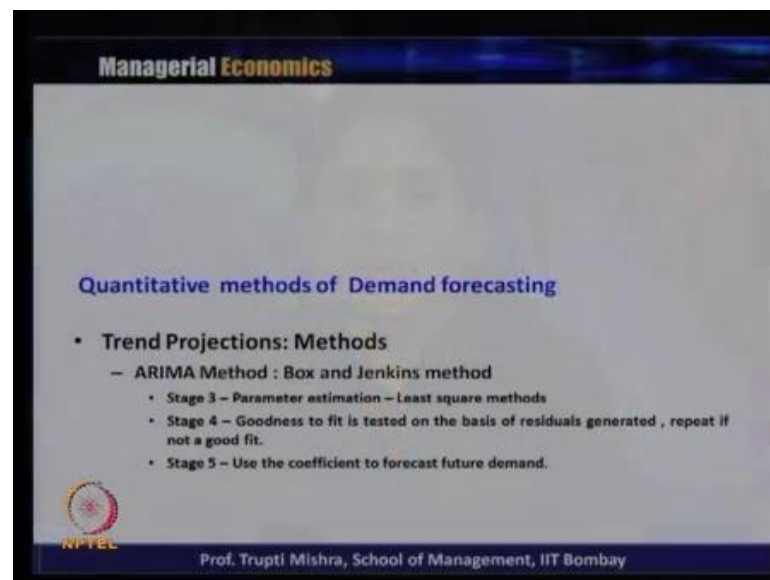 Managerial Economics
Quantitative methods of Demand forecasting
• Trend Projections: Methods
– ARIMA Method : Box and Jenkins method
• Stage 3 – Parameter estimation – Least square methods
• Stage 4 – Goodness to fit is tested on the basis of residuals generated , repeat if
not a good fit.
• Stage 5 – Use the coefficient to forecast future demand.
NPTEL
Prof. Trupti Mishra, School of Management, IIT Bombay